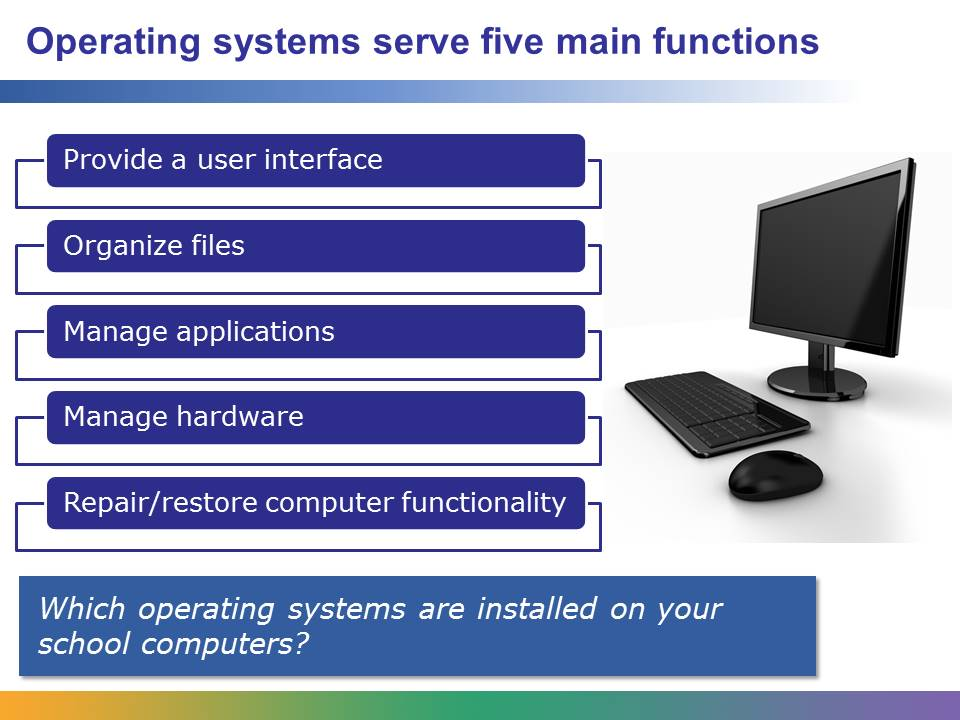 Operating systems serve five main functions
Provide a user interface
Organize files
Manage applications
Manage hardware
Repair/restore computer functionality
Which operating systems are installed on your
school computers?